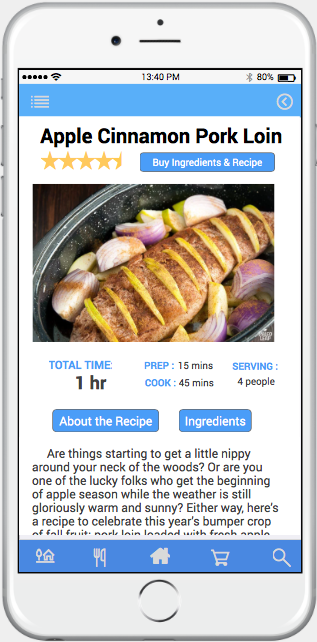 13:40 PM 80%
Apple Cinnamon Pork Loin
Buy Ingredients & Recipe
TOTAL TIME: PREP : 15 mins SERVING :
1 hr COOK : 45 mins 4 people
About the Recipe Ingredients
Are things starting to get a little nippy
around your neck of the woods? Or are you
one of the lucky folks who get the beginning
of apple season while the weather is still
gloriously warm and sunny? Either way, here's
a recipe to celebrate this year's bumper crop
of fall fruit: pork loin loaded with fresh apple